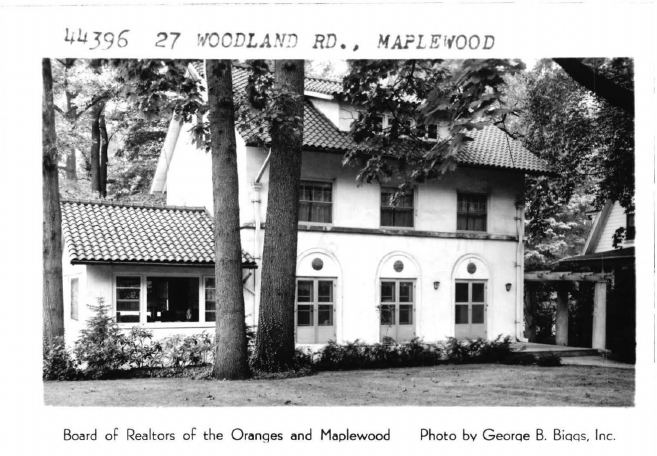 44396 27 WOODLAND RD., MAPLEWOOD
Board of Realtors of the Oranges and Maplewood Photo by George B. Biggs, Inc.